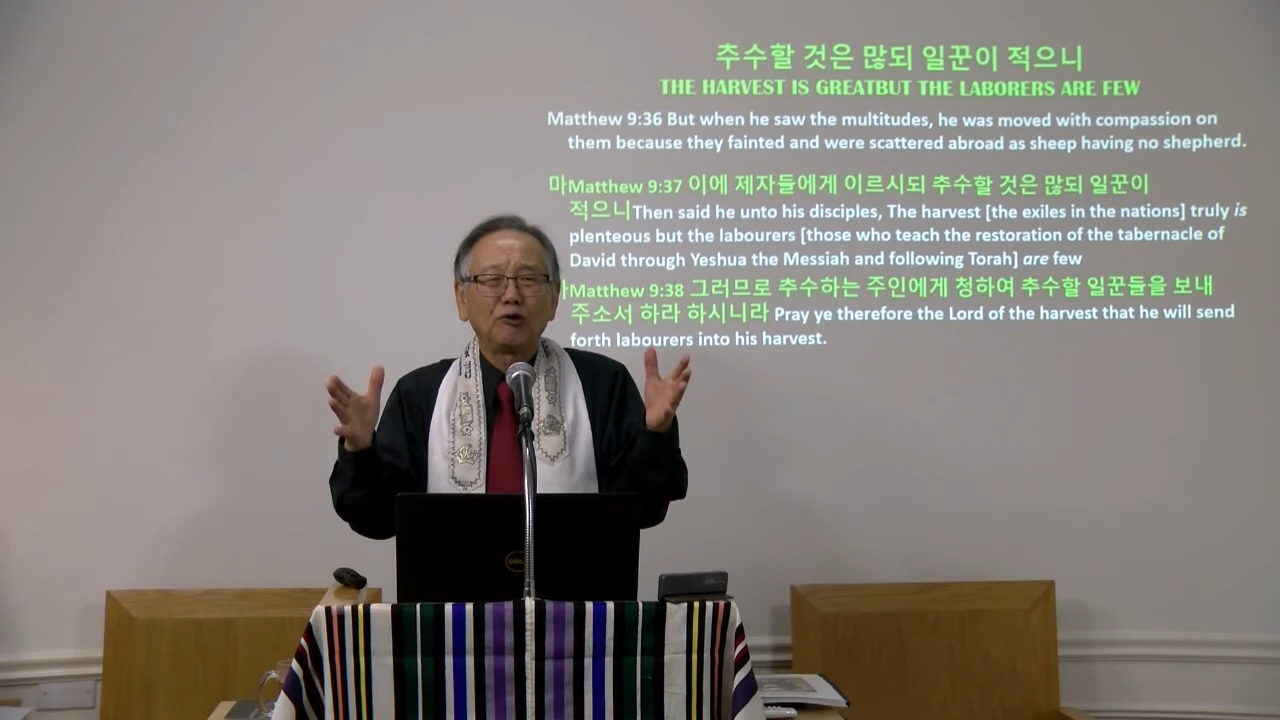 추수할 것은 많되 일꾼이 적으니
THE HARVEST IS GREATBUT THE LABORERS ARE FEW
Matthew 9:36 But when he saw the multitudes, he was moved with compassion on
them because they fainted and were scattered abroad as sheep having no shepherd.
마Matthew 9:37 이에 제자들에게 이르시되 추수할 것은 많되 일꾼이
적으니Then said he unto his disciples, The harvest [the exiles in the nations] truly is
plenteous but the labourers [those who teach the restoration of the tabernacle of
David through Yeshua the Messiah and following Torah] are few
Matthew 9:38 그러므로 추수하는 주인에게 청하여 추수할 일꾼들을 보내
주소서 하라 하시니라 Pray ye therefore the Lord of the harvest that he will send
forth labourers into his harvest.
DELL